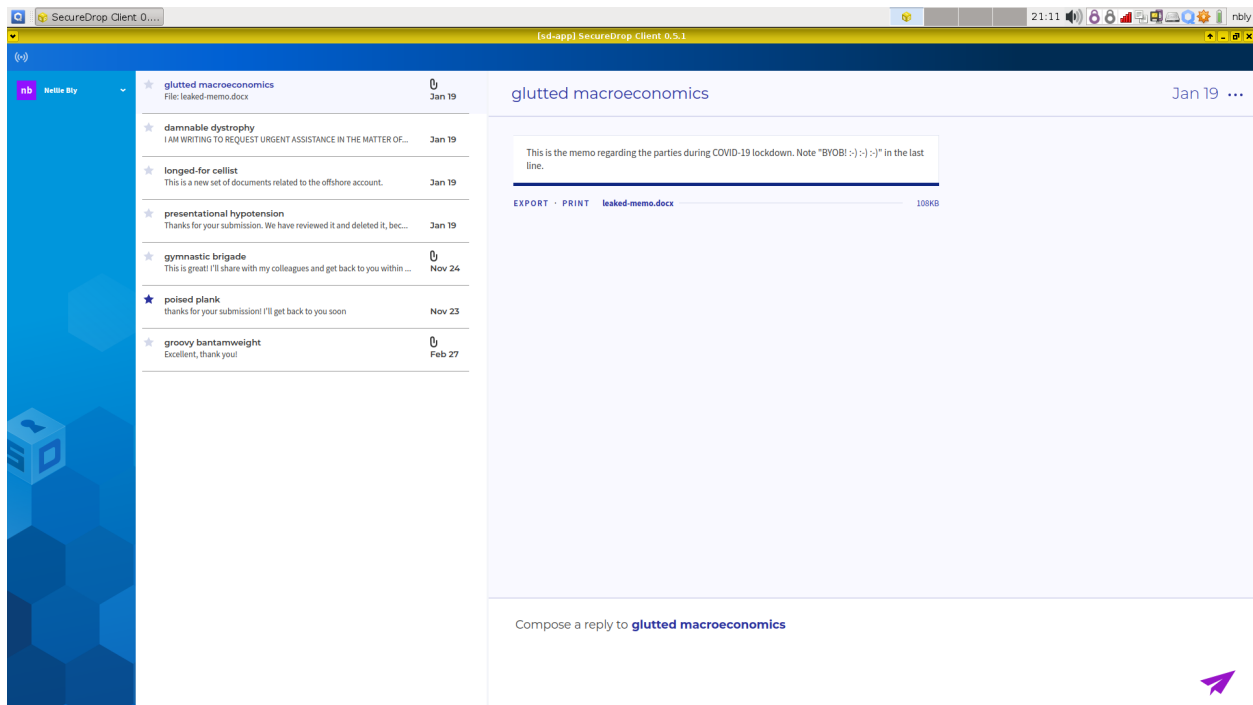 SecureDrop Client 0....
21:11
nbly
[sd-app] SecureDrop Client 0.5.1
nb Nellie Bly
glutted macroeconomics
File: leaked-memo.docx
Jan 19
damnable dystrophy
I AM WRITING TO REQUEST URGENT ASSISTANCE IN THE MATTER OF...
Jan 19
longed-for cellist
This is a new set of documents related to the offshore account.
Jan 19
presentational hypotension
Thanks for your submission. We have reviewed it and deleted it, bec...
Jan 19
gymnastic brigade
This is great! I'll share with my colleagues and get back to you within ...
Nov 24
poised plank
thanks for your submission! I'll get back to you soon
Nov 23
groovy bantamweight
Excellent, thank you!
Feb 27
SD
glutted macroeconomics
Jan 19
This is the memo regarding the parties during COVID-19 lockdown. Note "BYOB! :-) :-) :-)" in the last
line.
EXPORT · PRINT leaked-memo.docx 108KB
Compose a reply to glutted macroeconomics